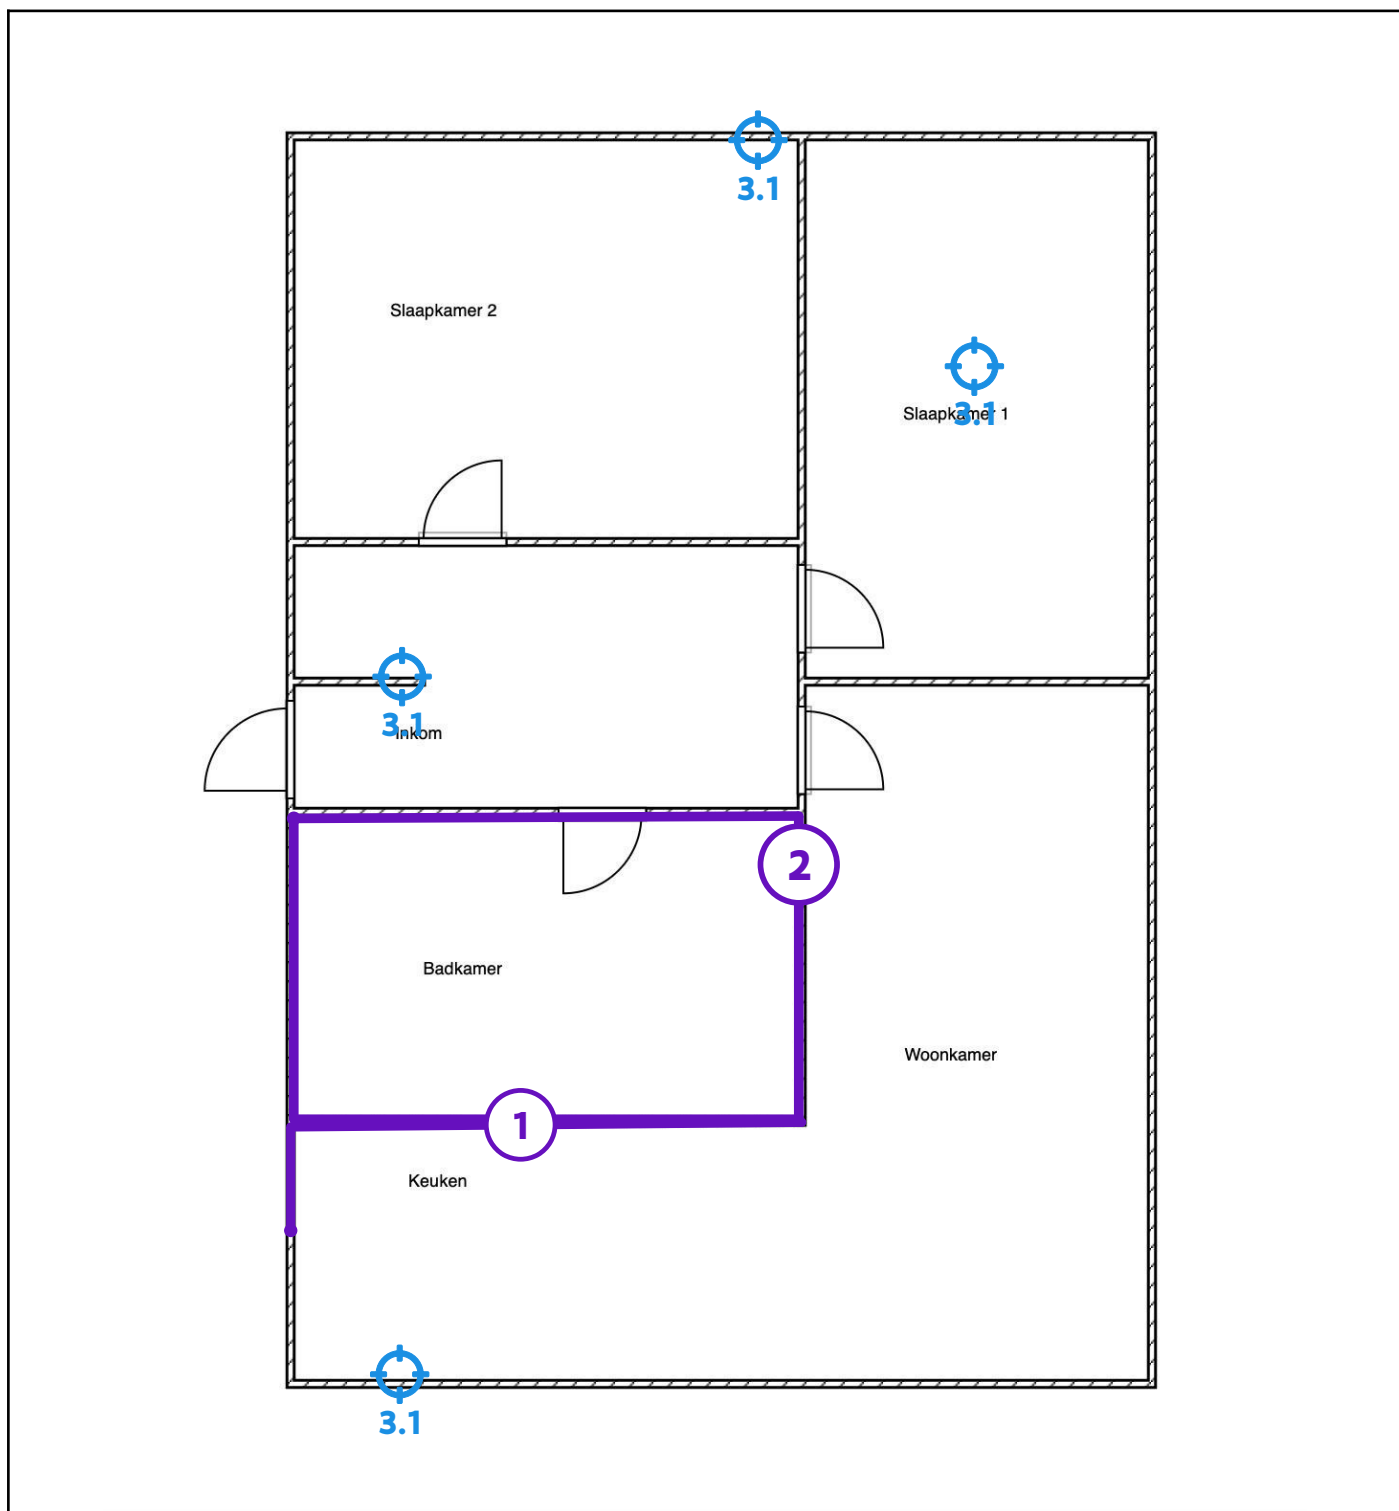 3.1
Slaapkamer 2
Slaapkamer 1
3.1
3.1
Inkom
2
Badkamer
Woonkamer
1
Keuken
3.1